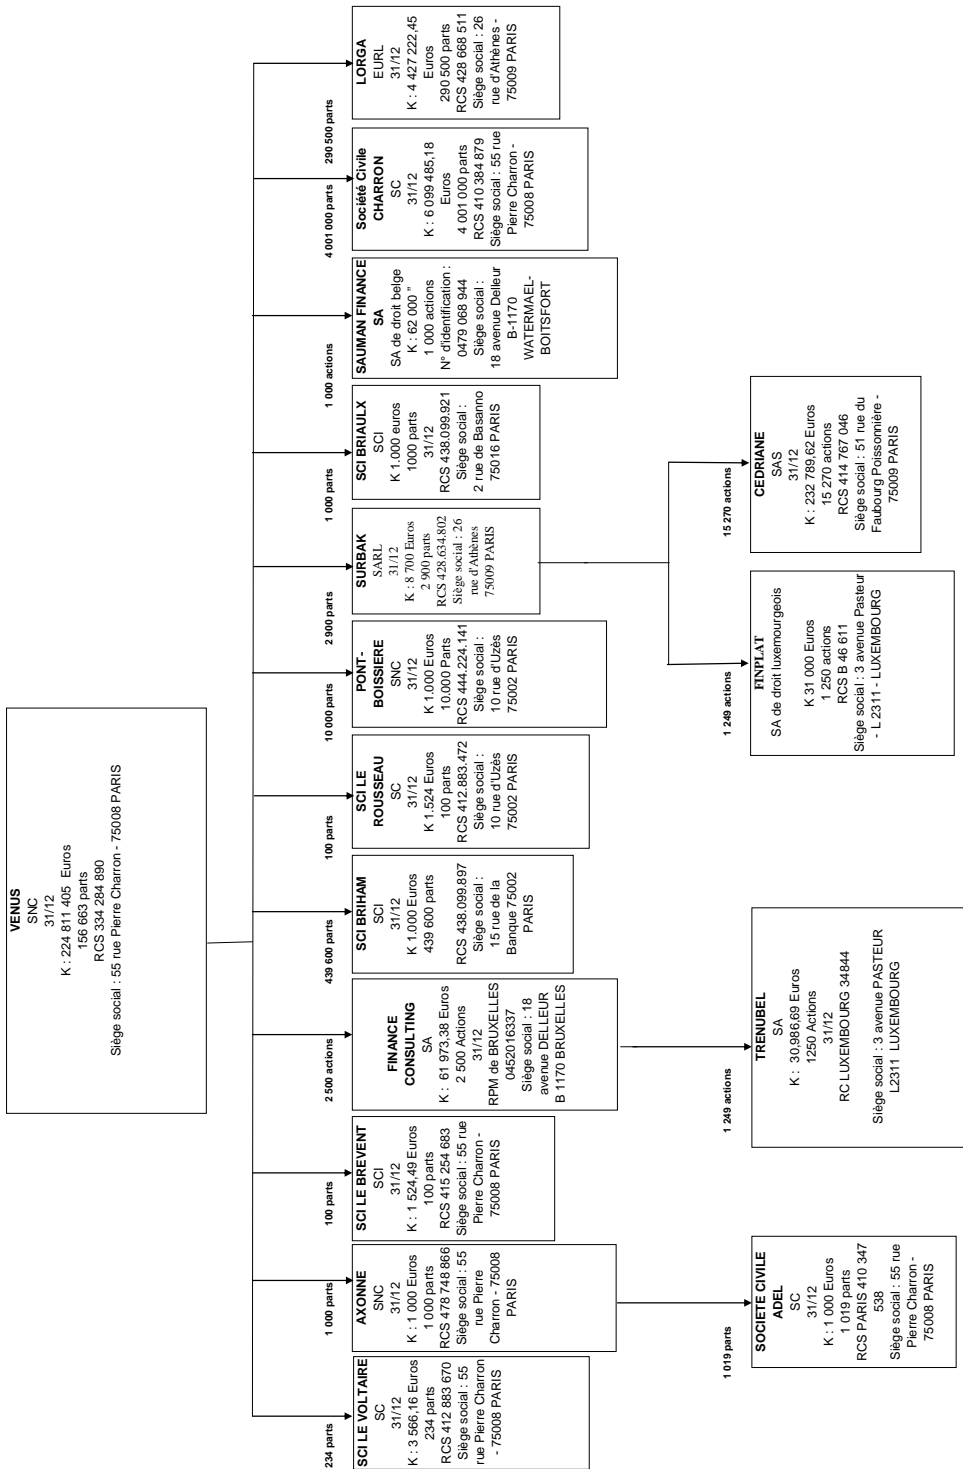 VENUS
SNC
31/12
K : 224 811 405 Euros
156 663 parts
RCS 334 284 890
Siège social : 55 rue Pierre Charron - 75008 PARIS
234 parts
1 000 parts
100 parts
2 500 actions
439 600 parts
100 parts
10 000 parts
2 900 parts
1 000 parts
1 000 actions
4 001 000 parts
290 500 parts
SCI LE VOLTAIRE
SC
31/12
K : 3 566,16 Euros
234 parts
RCS 412 883 670
Siège social : 55
rue Pierre Charron
- 75008 PARIS
AXONNE
SNC
31/12
K : 1 000 Euros
1 000 parts
RCS 478 748 866
Siège social : 55
rue Pierre
Charron - 75008
PARIS
SCI LE BREVENT
SCI
31/12
K : 1 524,49 Euros
100 parts
RCS 415 254 683
Siège social : 55 rue
Pierre Charron -
75008 PARIS
FINANCE
CONSULTING
SA
K : 61 973,38 Euros
2 500 Actions
31/12
RPM de BRUXELLES
0452016337
Siège social : 18
avenue DELLEUR
B 1170 BRUXELLES
SCI BRIHAM
SCI
31/12
K 1.000 Euros
439 600 parts
RCS 438.099.897
Siège social :
15 rue de la
Banque 75002
PARIS
SCI LE
ROUSSEAU
SC
31/12
K 1.524 Euros
100 parts
RCS 412.883.472
Siège social :
10 rue d'Uzès
75002 PARIS
PONT-
BOISSIERE
SNC
31/12
K 1.000 Euros
10.000 Parts
RCS 444.224.141
Siège social :
10 rue d'Uzès
75002 PARIS
SURBAK
SARL
31/12
K : 8 700 Euros
2 900 parts
RCS 428.634.802
Siège social : 26
rue d'Athènes
75009 PARIS
SCI BRIAULX
SCI
K 1.000 euros
1000 parts
31/12
RCS 438.099.921
Siège social :
2 rue de Basanno
75016 PARIS
SAUMAN FINANCE
SA
SA de droit belge
K : 62 000 "
1 000 actions
N° d'identification :
0479 068 944
Siège social :
18 avenue Delleur
B-1170
WATERMAEL-
BOITSFORT
Société Civile
CHARRON
SC
31/12
K : 6 099 485,18
Euros
4 001 000 parts
RCS 410 384 879
Siège social : 55 rue
Pierre Charron -
75008 PARIS
LORGA
EURL
31/12
K : 4 427 222,45
Euros
290 500 parts
RCS 428 668 511
Siège social : 26
rue d'Athènes -
75009 PARIS
1 019 parts
1 249 actions
1 249 actions
15 270 actions
SOCIETE CIVILE
ADEL
SC
31/12
K : 1 000 Euros
1 019 parts
RCS PARIS 410 347
538
Siège social : 55 rue
Pierre Charron -
75008 PARIS
TRENUBEL
SA
K : 30,986,69 Euros
1250 Actions
31/12
RC LUXEMBOURG 34844
Siège social : 3 avenue PASTEUR
L2311 LUXEMBOURG
FINPLAT
SA de droit luxemourgeois
K 31 000 Euros
1 250 actions
RCS B 46 611
Siège social : 3 avenue Pasteur
- L 2311 - LUXEMBOURG
CEDRIANE
SAS
31/12
K : 232 789,62 Euros
15 270 actions
RCS 414 767 046
Siège social : 51 rue du
Faubourg Poissonnière -
75009 PARIS